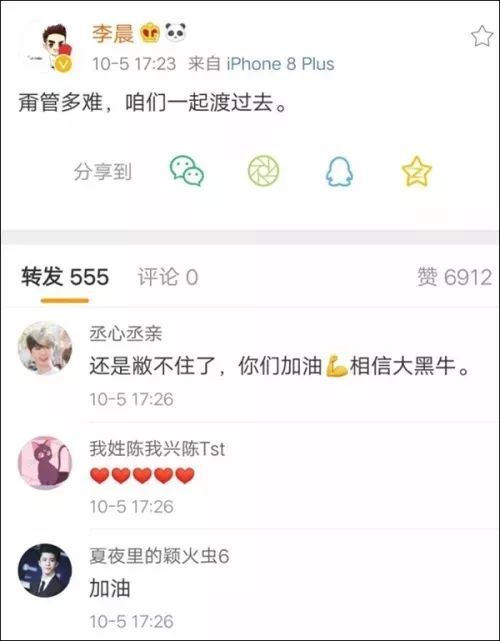 李晨
10-5 17:23 来自 iPhone 8 Plus
甭管多难，咱们一起渡过去。
分享到
转发 555 评论 0 赞 6912
丞心丞亲
还是敝不住了，你们加油💪相信大黑牛。
10-5 17:26
我姓陈我兴陈Tst
❤️❤️❤️❤️❤️
10-5 17:26
夏夜里的颖火虫6
加油
10-5 17:26